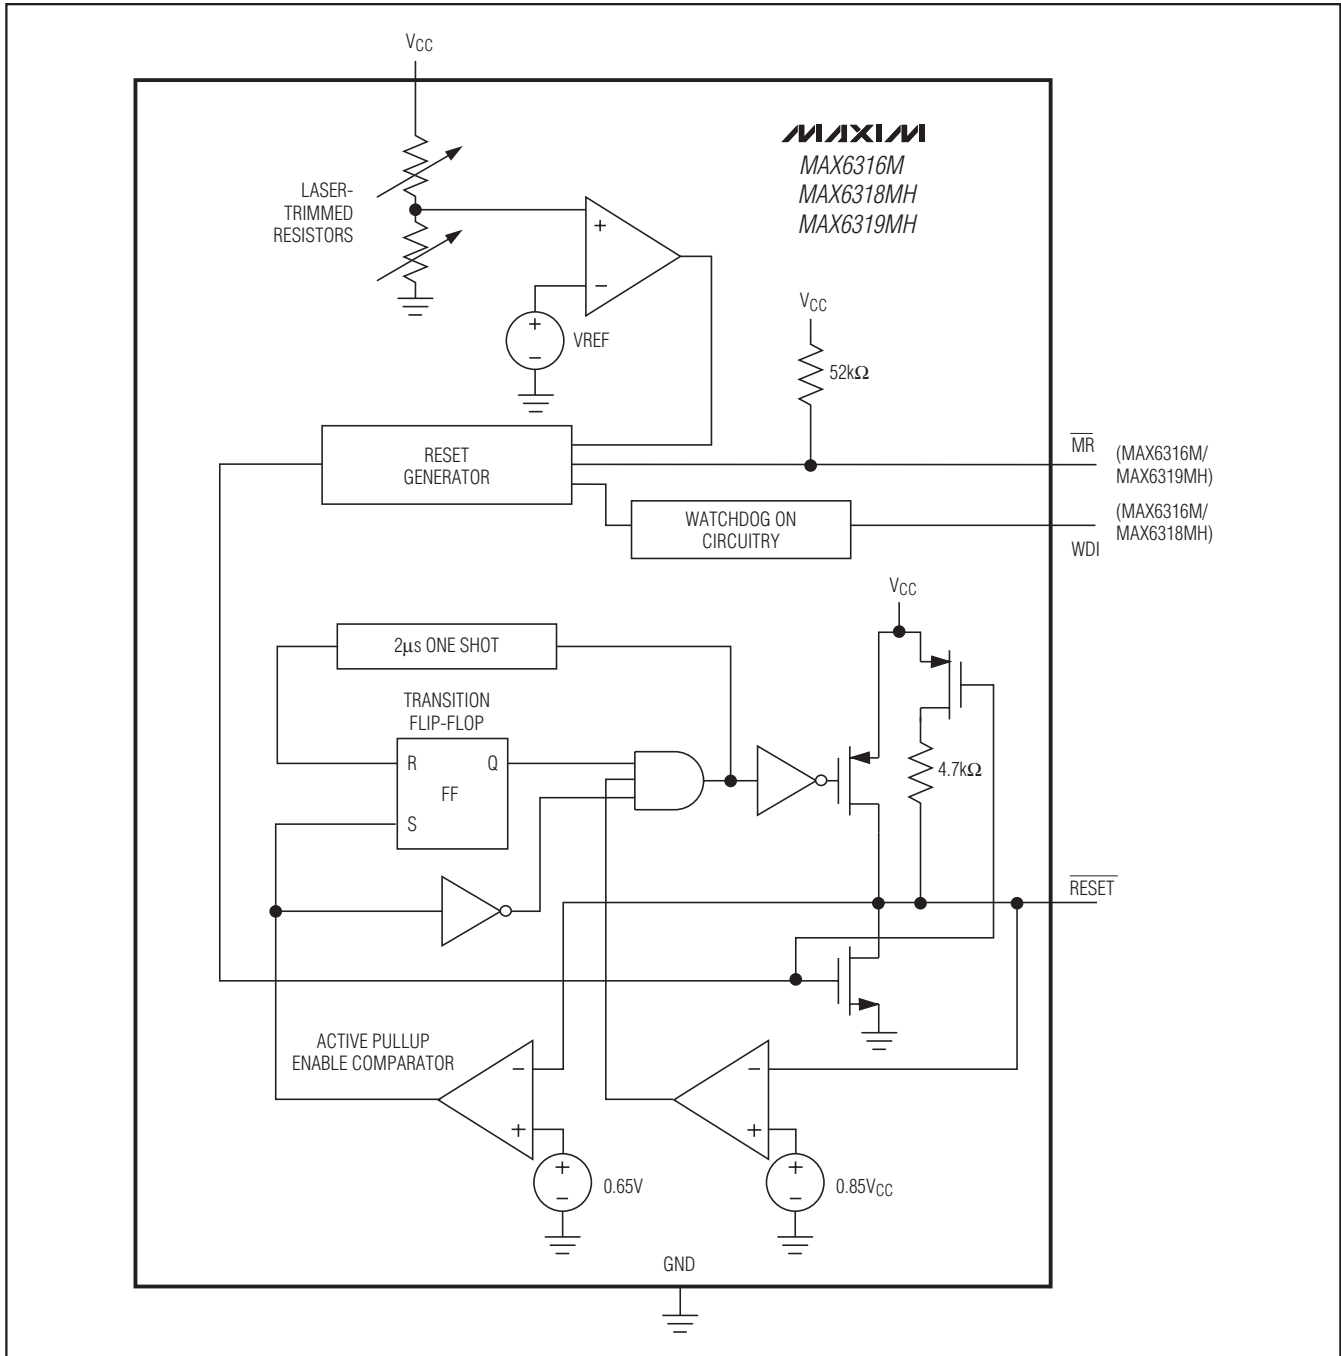 VCC
MAXIM
MAX6316M
MAX6318MH
MAX6319MH
LASER-
TRIMMED
RESISTORS
+
−
+
−
VREF
VCC
52kΩ
RESET
GENERATOR
MR
(MAX6316M/
MAX6319MH)
WATCHDOG ON
CIRCUITRY
(MAX6316M/
MAX6318MH)
WDI
VCC
2μs ONE SHOT
TRANSITION
FLIP-FLOP
R
Q
FF
S
4.7kΩ
RESET
ACTIVE PULLUP
ENABLE COMPARATOR
−
+
−
+
+
−
0.65V
+
−
0.85VCC
GND